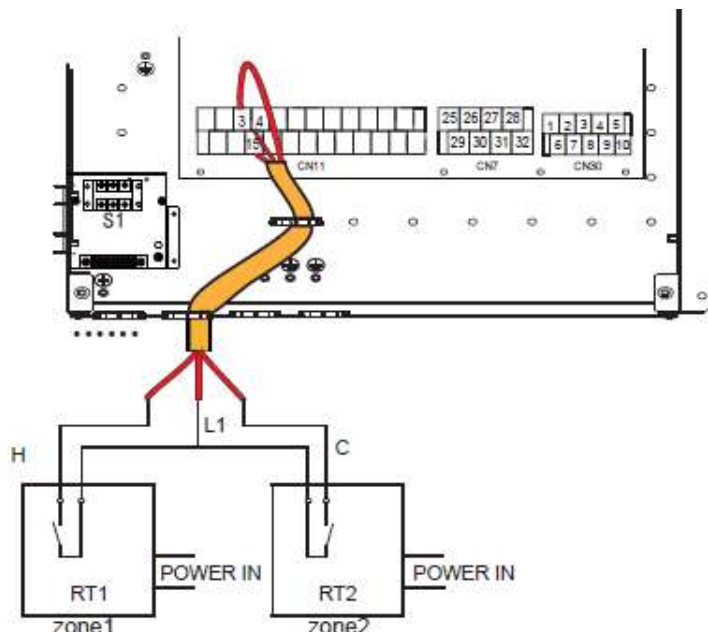 3 4
15
CN11
25 26 27 28
29 30 31 32
CN7
1 2 3 4 5
6 7 8 9 10
CN30
S1
L1
H
C
POWER IN
POWER IN
RT1
RT2
zone1
zone2